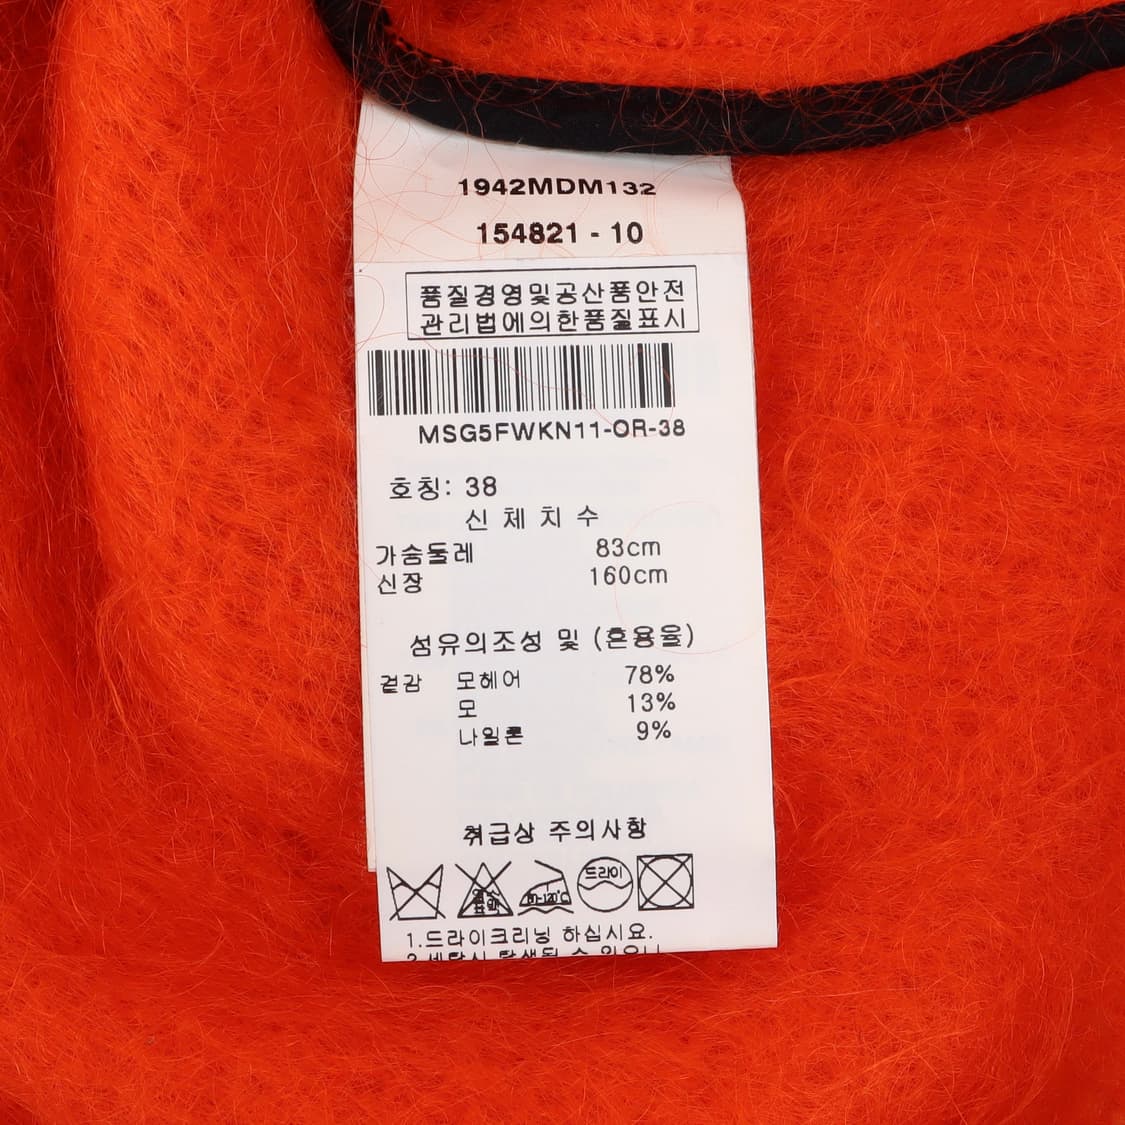 1942MDM132
154821 - 10
품질경영및공산품안전
관리법에의한품질표시
MSG5FWKN11-OR-38
호칭: 38
신 체 치 수
가슴둘레 83cm
신장 160cm
섬유의조성 및 (혼용율)
겉감 모헤어 78%
모 13%
나일론 9%
취급상 주의사항
드라이
1.드라이크리닝 하십시요.